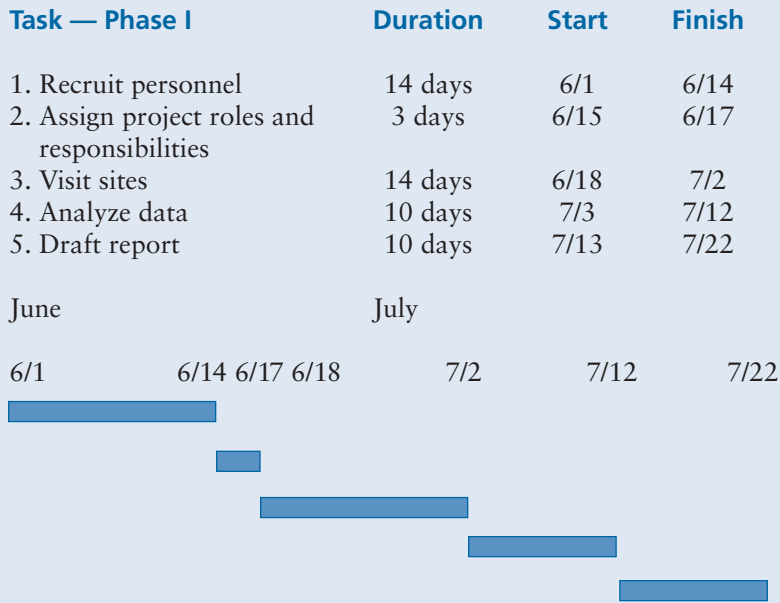 Task — Phase I Duration Start Finish
1. Recruit personnel 14 days 6/1 6/14
2. Assign project roles and 3 days 6/15 6/17
responsibilities
3. Visit sites 14 days 6/18 7/2
4. Analyze data 10 days 7/3 7/12
5. Draft report 10 days 7/13 7/22
June July
6/1 6/14 6/17 6/18 7/2 7/12 7/22